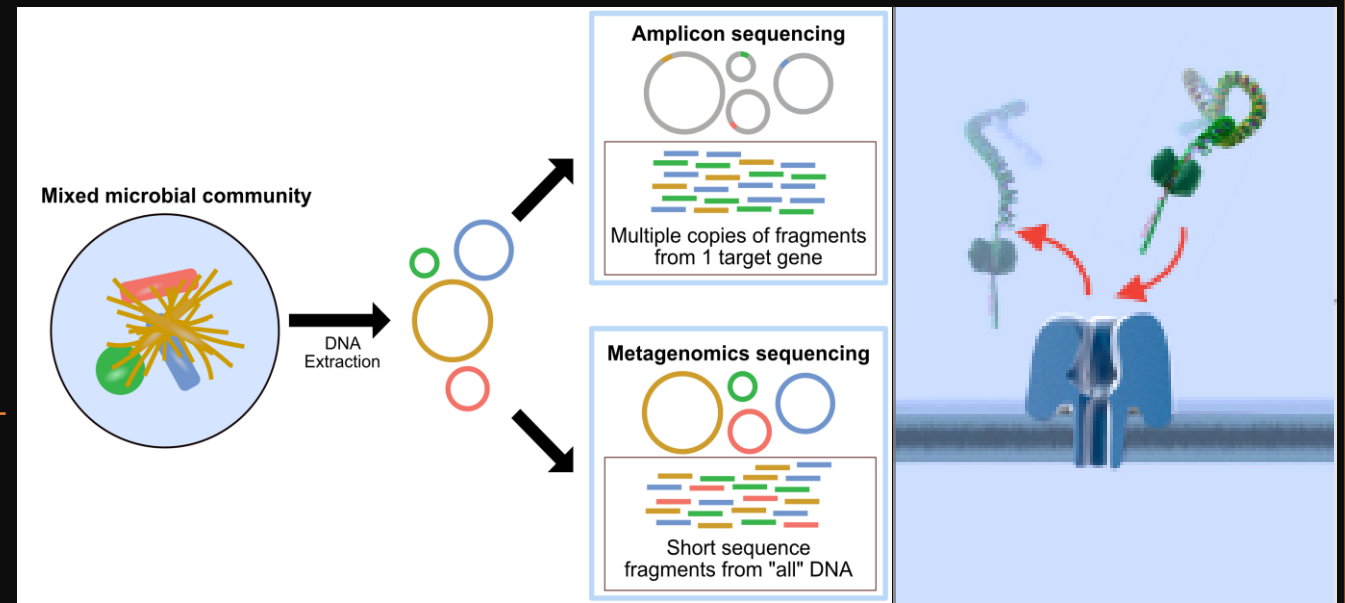 Mixed microbial community
DNA
Extraction
Amplicon sequencing
Multiple copies of fragments
from 1 target gene
Metagenomics sequencing
Short sequence
fragments from "all" DNA